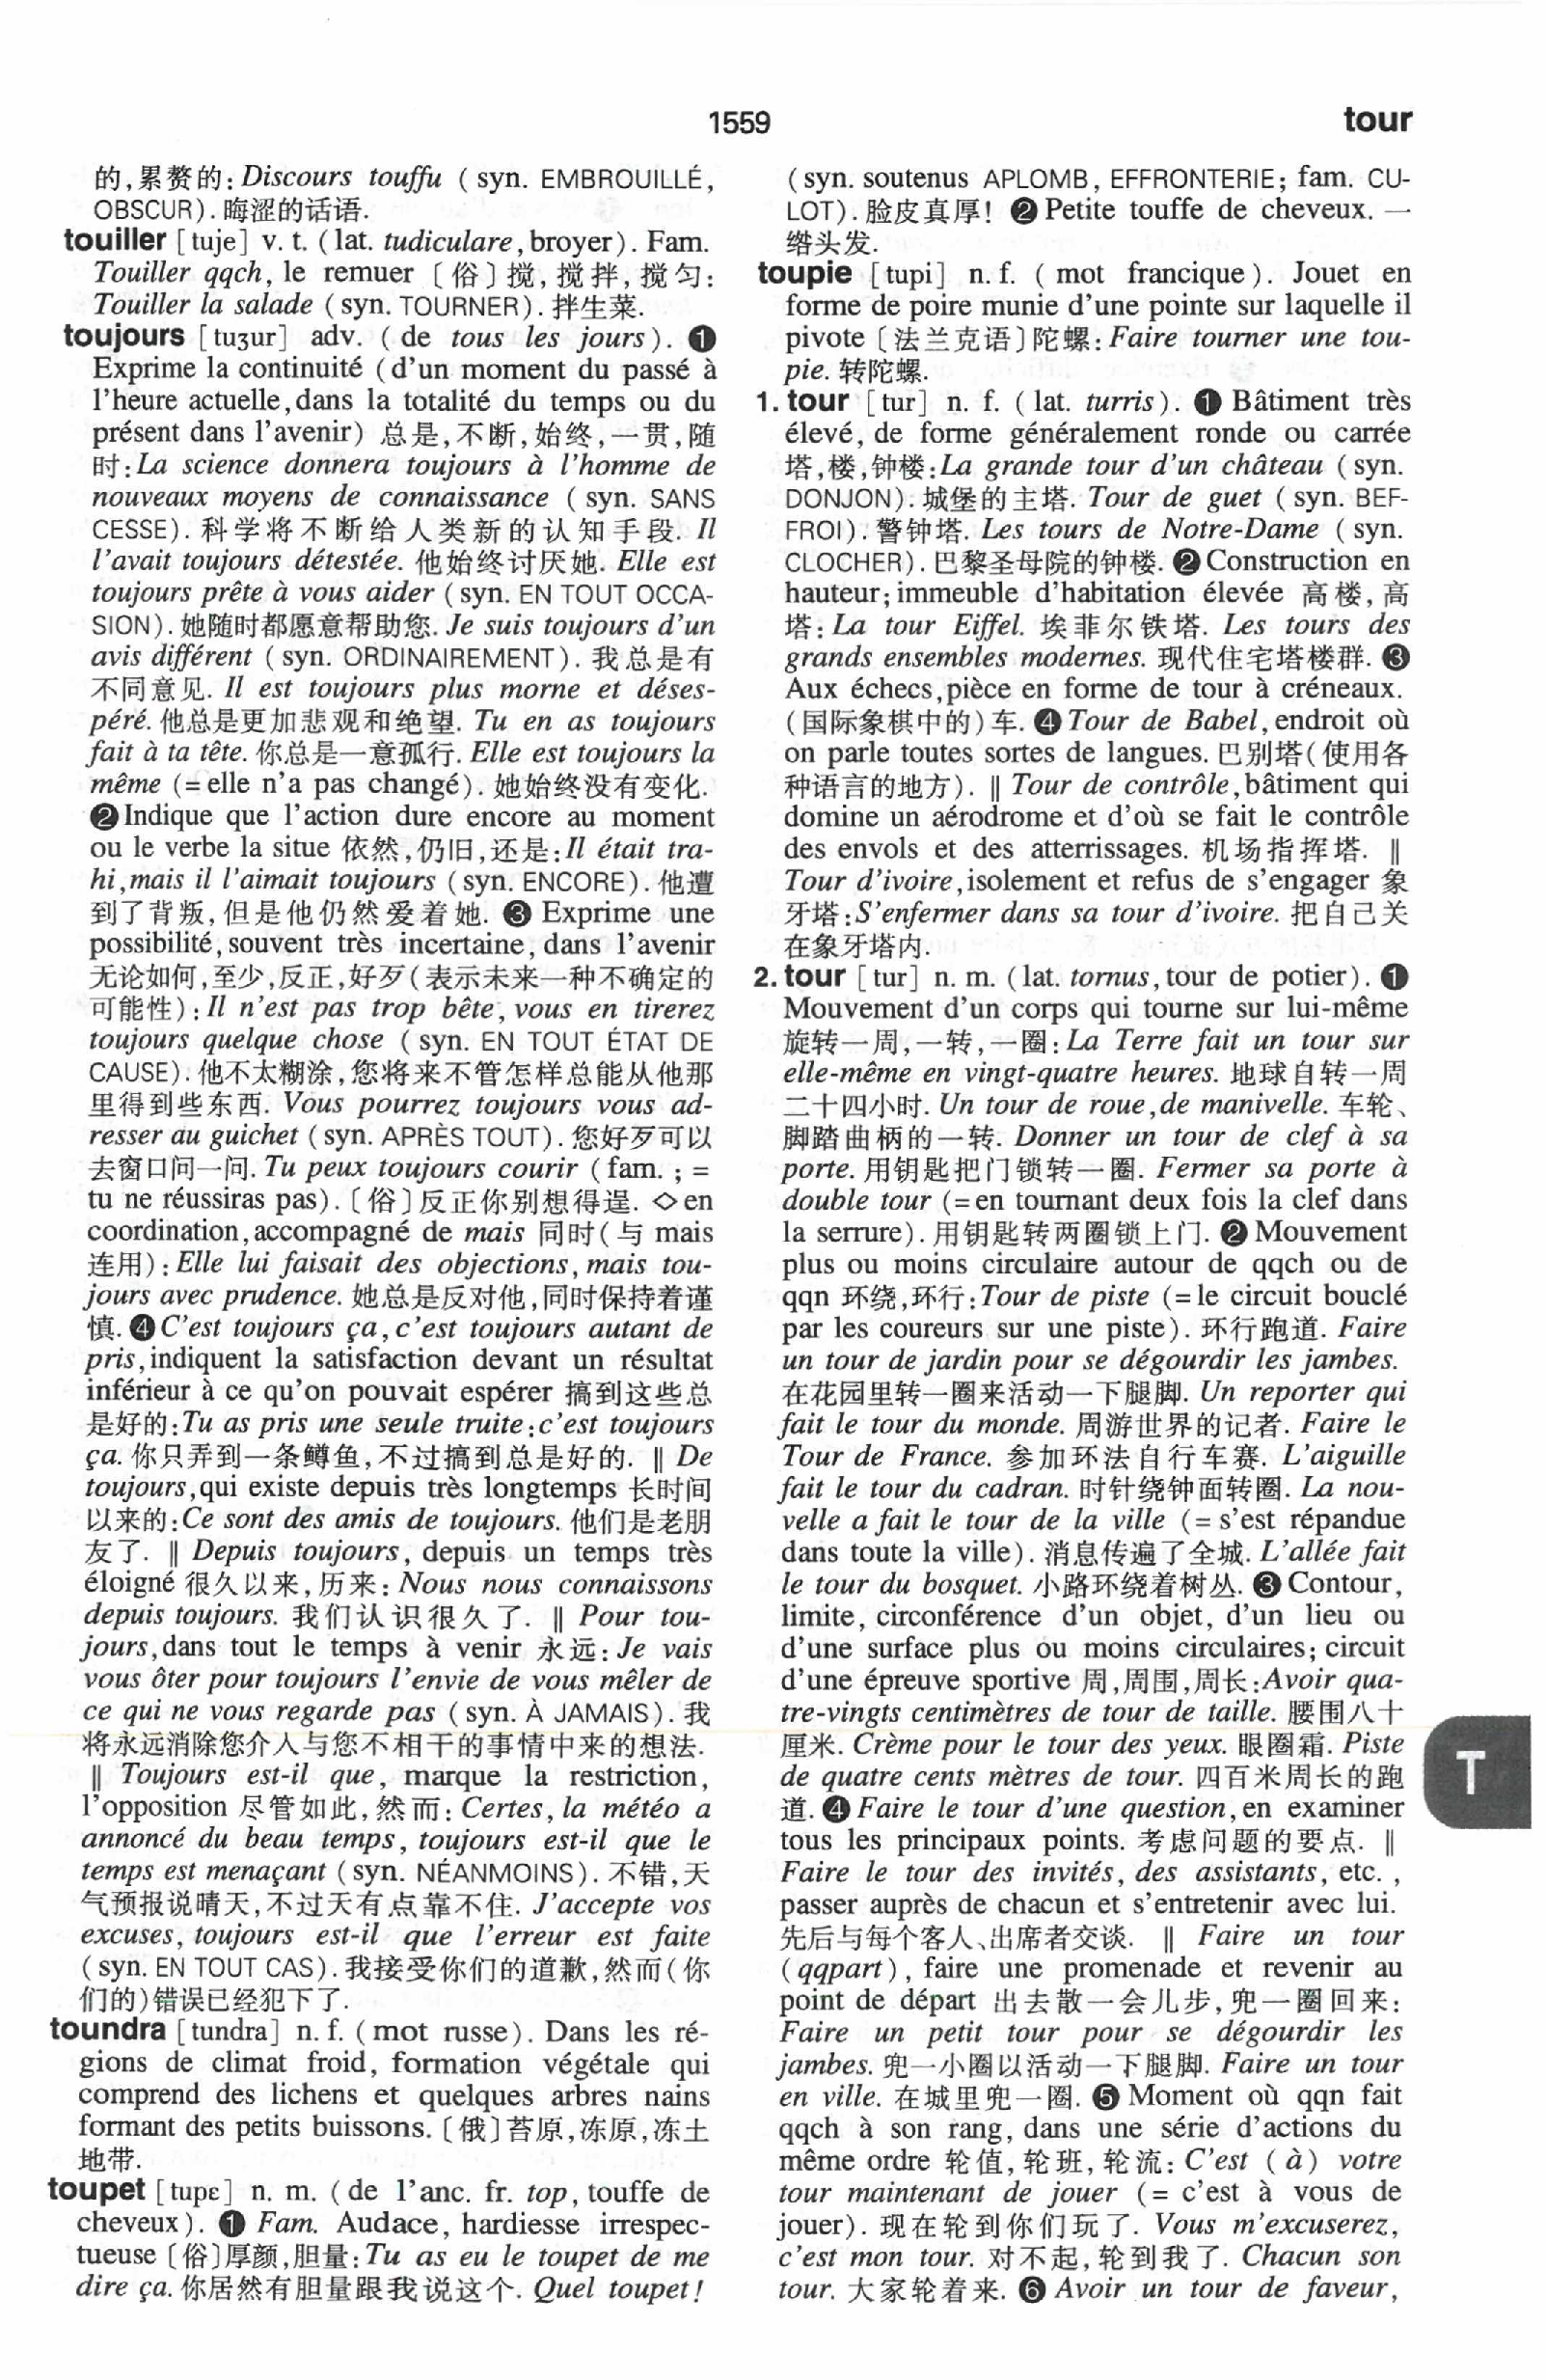 1559
tour
的,累赘的:Discours touffu (syn. EMBROUILLÉ,
OBSCUR).晦涩的话语.
touiller [tuje] v. t. (lat. tudiculare,broyer). Fam.
Touiller qqch, le remuer 〔俗〕搅,搅拌,搅匀:
Touiller la salade (syn. TOURNER). 拌生菜.
toujours [tuʒur] adv. (de tous les jours). ❶
Exprime la continuité (d'un moment du passé à
l'heure actuelle,dans la totalité du temps ou du
présent dans l'avenir) 总是,不断,始终,一贯,随
时:La science donnera toujours à l'homme de
nouveaux moyens de connaissance (syn. SANS
CESSE). 科学将不断给人类新的认知手段. Il
l'avait toujours détestée. 他始终讨厌她. Elle est
toujours prête à vous aider (syn. EN TOUT OCCA-
SION). 她随时都愿意帮助您. Je suis toujours d'un
avis différent (syn. ORDINAIREMENT). 我总是有
不同意见. Il est toujours plus morne et déses-
péré. 他总是更加悲观和绝望. Tu en as toujours
fait à ta tête. 你总是一意孤行. Elle est toujours la
même (=elle n'a pas changé). 她始终没有变化.
❷Indique que l'action dure encore au moment
ou le verbe la situe 依然,仍旧,还是:Il était tra-
hi,mais il l'aimait toujours (syn. ENCORE). 他遭
到了背叛,但是他仍然爱着她. ❸ Exprime une
possibilité,souvent très incertaine,dans l'avenir
无论如何,至少,反正,好歹(表示未来一种不确定的
可能性):Il n'est pas trop bête,vous en tirerez
toujours quelque chose (syn. EN TOUT ÉTAT DE
CAUSE). 他不太糊涂,您将来不管怎样总能从他那
里得到些东西. Vous pourrez toujours vous ad-
resser au guichet (syn. APRÈS TOUT). 您好歹可以
去窗口问一问. Tu peux toujours courir (fam. ; =
tu ne réussiras pas).〔俗〕反正你别想得逞. ◇en
coordination,accompagné de mais 同时(与 mais
连用):Elle lui faisait des objections,mais tou-
jours avec prudence. 她总是反对他,同时保持着谨
慎.❹C'est toujours ça,c'est toujours autant de
pris,indiquent la satisfaction devant un résultat
inférieur à ce qu'on pouvait espérer 搞到这些总
是好的:Tu as pris une seule truite:c'est toujours
ça. 你只弄到一条鳟鱼,不过搞到总是好的. ‖ De
toujours,qui existe depuis très longtemps 长时间
以来的:Ce sont des amis de toujours. 他们是老朋
友了. ‖ Depuis toujours, depuis un temps très
éloigné 很久以来,历来: Nous nous connaissons
depuis toujours. 我们认识很久了. ‖ Pour tou-
jours,dans tout le temps à venir 永远: Je vais
vous ôter pour toujours l'envie de vous mêler de
ce qui ne vous regarde pas (syn. À JAMAIS). 我
将永远消除您介入与您不相干的事情中来的想法.
‖ Toujours est-il que, marque la restriction,
l'opposition 尽管如此,然而: Certes, la météo a
annoncé du beau temps, toujours est-il que le
temps est menaçant (syn. NÉANMOINS). 不错,天
气预报说晴天,不过天有点靠不住. J'accepte vos
excuses, toujours est-il que l'erreur est faite
(syn. EN TOUT CAS). 我接受你们的道歉,然而(你
们的)错误已经犯下了.
toundra [tundra] n. f. (mot russe). Dans les ré-
gions de climat froid, formation végétale qui
comprend des lichens et quelques arbres nains
formant des petits buissons.〔俄〕苔原,冻原,冻土
地带.
toupet [tupɛ] n. m. (de l'anc. fr. top, touffe de
cheveux). ❶ Fam. Audace, hardiesse irrespec-
tueuse〔俗〕厚颜,胆量:Tu as eu le toupet de me
dire ça. 你居然有胆量跟我说这个. Quel toupet!
(syn. soutenus APLOMB, EFFRONTERIE; fam. CU-
LOT). 脸皮真厚! ❷ Petite touffe de cheveux. 一
绺头发.
toupie [tupi] n. f. (mot francique). Jouet en
forme de poire munie d'une pointe sur laquelle il
pivote〔法兰克语〕陀螺:Faire tourner une tou-
pie. 转陀螺.
1. tour [tur] n. f. (lat. turris). ❶ Bâtiment très
élevé, de forme généralement ronde ou carrée
塔,楼,钟楼:La grande tour d'un château (syn.
DONJON). 城堡的主塔. Tour de guet (syn. BEF-
FROI). 警钟塔. Les tours de Notre-Dame (syn.
CLOCHER). 巴黎圣母院的钟楼. ❷Construction en
hauteur;immeuble d'habitation élevée 高楼,高
塔: La tour Eiffel. 埃菲尔铁塔. Les tours des
grands ensembles modernes. 现代住宅塔楼群. ❸
Aux échecs,pièce en forme de tour à créneaux.
(国际象棋中的)车. ❹Tour de Babel,endroit où
on parle toutes sortes de langues. 巴别塔(使用各
种语言的地方). ‖ Tour de contrôle,bâtiment qui
domine un aérodrome et d'où se fait le contrôle
des envols et des atterrissages. 机场指挥塔. ‖
Tour d'ivoire,isolement et refus de s'engager 象
牙塔:S'enfermer dans sa tour d'ivoire. 把自己关
在象牙塔内.
2. tour [tur] n. m. (lat. tornus,tour de potier). ❶
Mouvement d'un corps qui tourne sur lui-même
旋转一周,一转,一圈: La Terre fait un tour sur
elle-même en vingt-quatre heures. 地球自转一周
二十四小时. Un tour de roue,de manivelle. 车轮、
脚踏曲柄的一转. Donner un tour de clef à sa
porte. 用钥匙把门锁转一圈. Fermer sa porte à
double tour (=en tournant deux fois la clef dans
la serrure). 用钥匙转两圈锁上门. ❷ Mouvement
plus ou moins circulaire autour de qqch ou de
qqn 环绕,环行:Tour de piste (=le circuit bouclé
par les coureurs sur une piste). 环行跑道. Faire
un tour de jardin pour se dégourdir les jambes.
在花园里转一圈来活动一下腿脚. Un reporter qui
fait le tour du monde. 周游世界的记者. Faire le
Tour de France. 参加环法自行车赛. L'aiguille
fait le tour du cadran. 时针绕钟面转圈. La nou-
velle a fait le tour de la ville (= s'est répandue
dans toute la ville). 消息传遍了全城. L'allée fait
le tour du bosquet. 小路环绕着树丛. ❸Contour,
limite, circonférence d'un objet, d'un lieu ou
d'une surface plus ou moins circulaires; circuit
d'une épreuve sportive 周,周围,周长:Avoir qua-
tre-vingts centimètres de tour de taille. 腰围八十
厘米. Crème pour le tour des yeux. 眼圈霜. Piste
de quatre cents mètres de tour. 四百米周长的跑
道.❹Faire le tour d'une question,en examiner
tous les principaux points. 考虑问题的要点. ‖
Faire le tour des invités, des assistants, etc. ,
passer auprès de chacun et s'entretenir avec lui.
先后与每个客人、出席者交谈. ‖ Faire un tour
(qqpart), faire une promenade et revenir au
point de départ 出去散一会儿步,兜一圈回来:
Faire un petit tour pour se dégourdir les
jambes. 兜一小圈以活动一下腿脚. Faire un tour
en ville. 在城里兜一圈. ❺ Moment où qqn fait
qqch à son rang, dans une série d'actions du
même ordre 轮值,轮班,轮流: C'est (à) votre
tour maintenant de jouer (= c'est à vous de
jouer). 现在轮到你们玩了. Vous m'excuserez,
c'est mon tour. 对不起,轮到我了. Chacun son
tour. 大家轮着来. ❻ Avoir un tour de faveur,
T